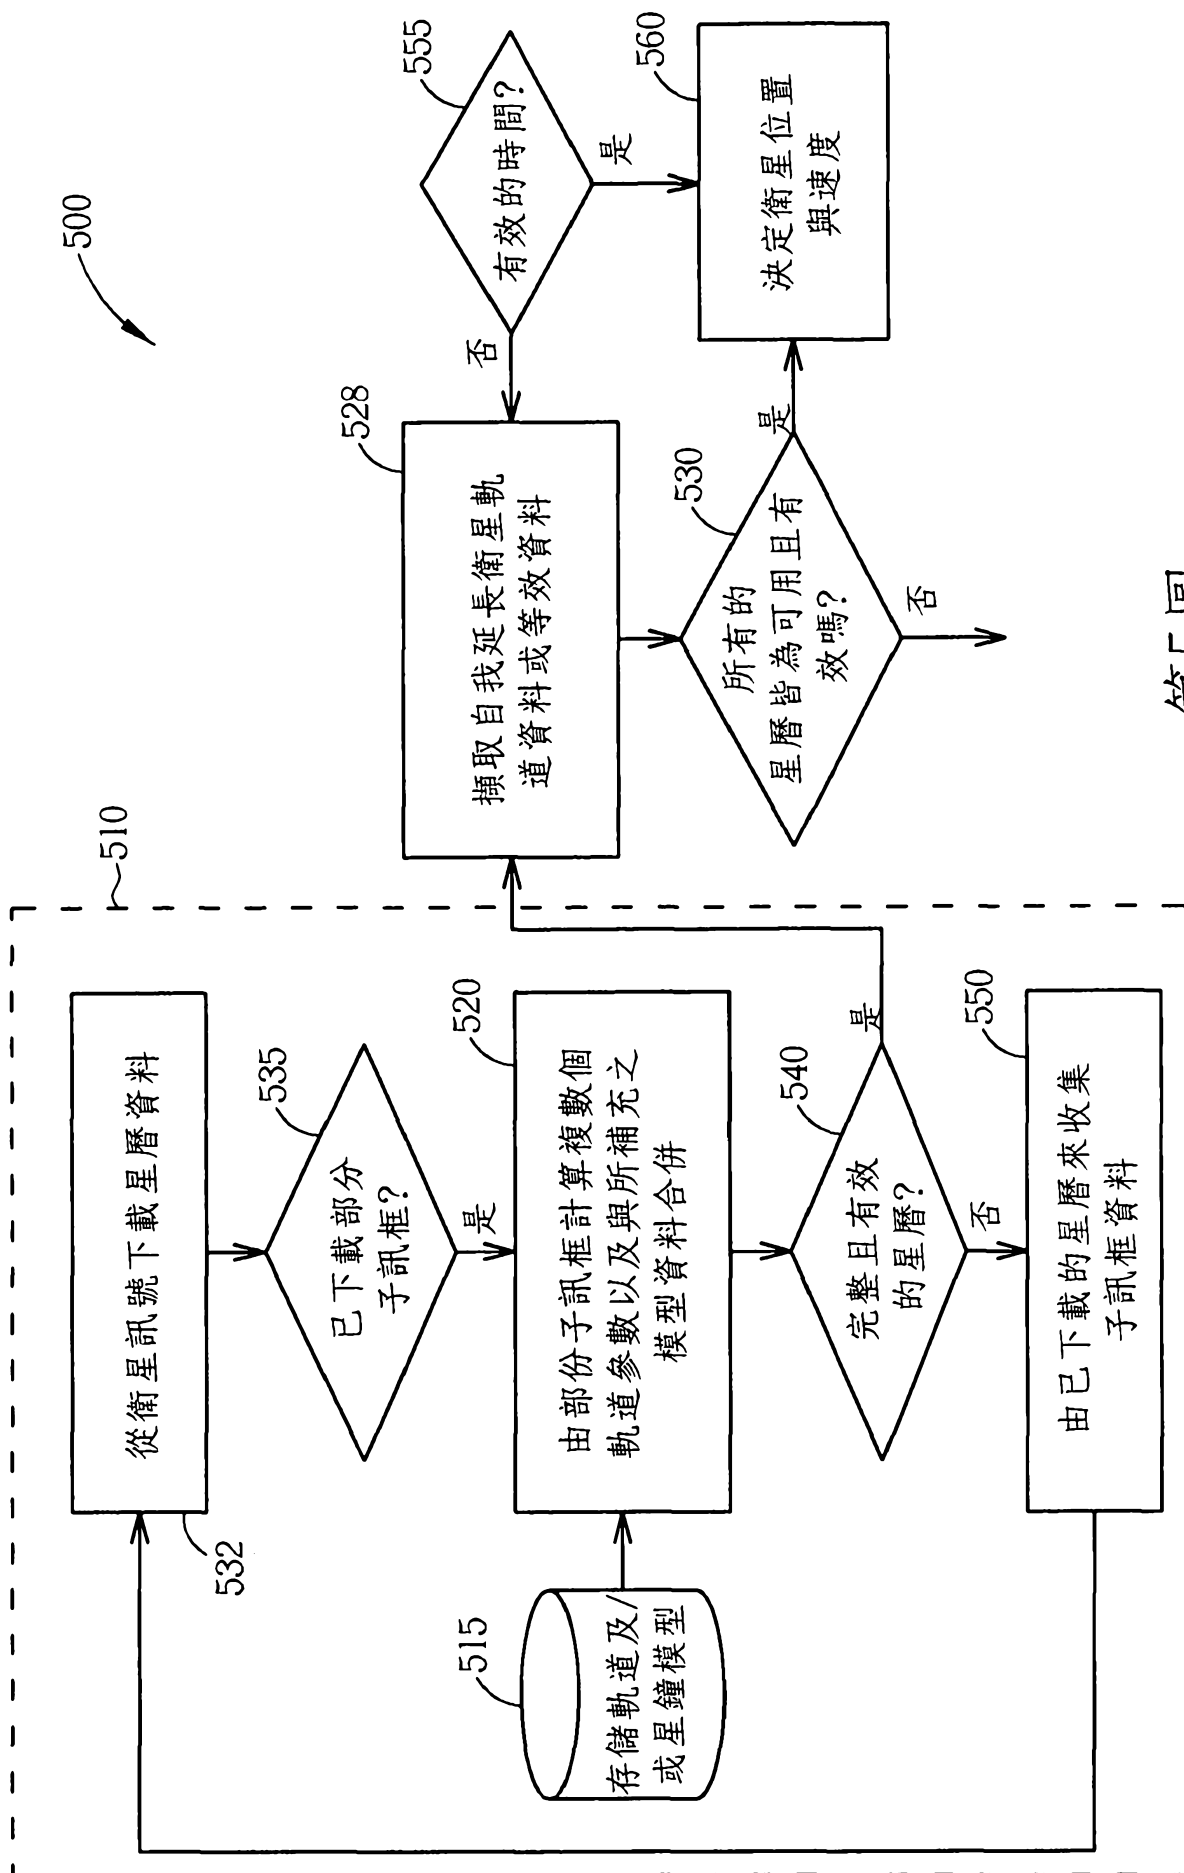 500
510
從衛星訊號下載星曆資料
532
535
已下載部分
子訊框?
是
515
存儲軌道及/
或星鐘模型
520
由部份子訊框計算複數個
軌道參數以及與所補充之
模型資料合併
540
完整且有效
的星曆?
是
否
550
由已下載的星曆來收集
子訊框資料
528
擷取自我延長衛星軌
道資料或等效資料
555
有效的時間?
否
是
530
所有的
星曆皆為可用且有
效嗎?
是
否
560
決定衛星位置
與速度